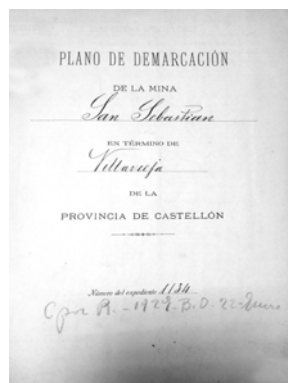 PLANO DE DEMARCACIÓN
DE LA MINA
San Sebastian
EN TÉRMINO DE
Villavieja
DE LA
PROVINCIA DE CASTELLÓN
Número del expediente 1134
C por R. - 1929 - B.O. 22-Enero